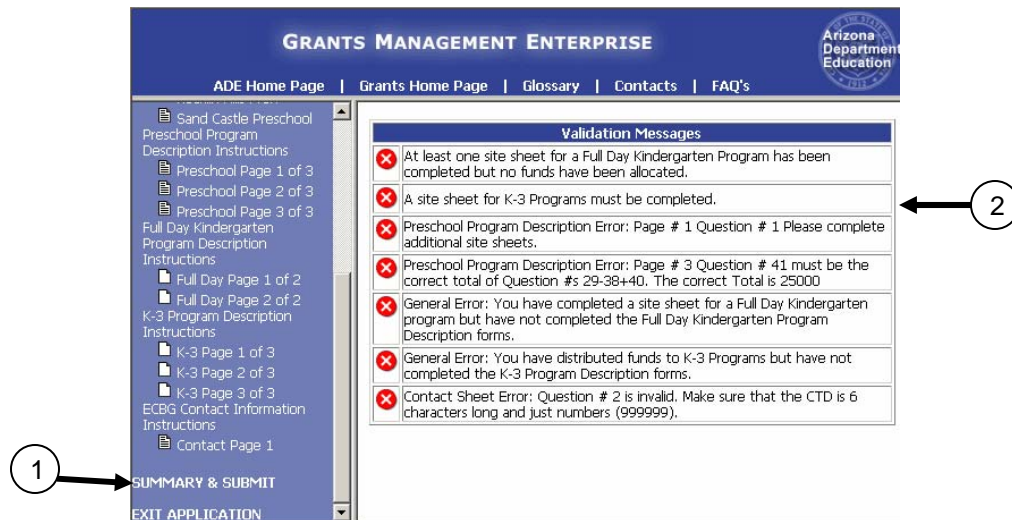 GRANTS MANAGEMENT ENTERPRISE
Arizona
Department
Education
1912
ADE Home Page | Grants Home Page | Glossary | Contacts | FAQ's
Sand Castle Preschool
Preschool Program
Description Instructions
Preschool Page 1 of 3
Preschool Page 2 of 3
Preschool Page 3 of 3
Full Day Kindergarten
Program Description
Instructions
Full Day Page 1 of 2
Full Day Page 2 of 2
K-3 Program Description
Instructions
K-3 Page 1 of 3
K-3 Page 2 of 3
K-3 Page 3 of 3
ECBG Contact Information
Instructions
Contact Page 1
SUMMARY & SUBMIT
EXIT APPLICATION
1
Validation Messages
At least one site sheet for a Full Day Kindergarten Program has been
completed but no funds have been allocated.
A site sheet for K-3 Programs must be completed.
Preschool Program Description Error: Page # 1 Question # 1 Please complete
additional site sheets.
Preschool Program Description Error: Page # 3 Question # 41 must be the
correct total of Question #s 29-38+40. The correct Total is 25000
General Error: You have completed a site sheet for a Full Day Kindergarten
program but have not completed the Full Day Kindergarten Program
Description forms.
General Error: You have distributed funds to K-3 Programs but have not
completed the K-3 Program Description forms.
Contact Sheet Error: Question # 2 is invalid. Make sure that the CTD is 6
characters long and just numbers (999999).
2